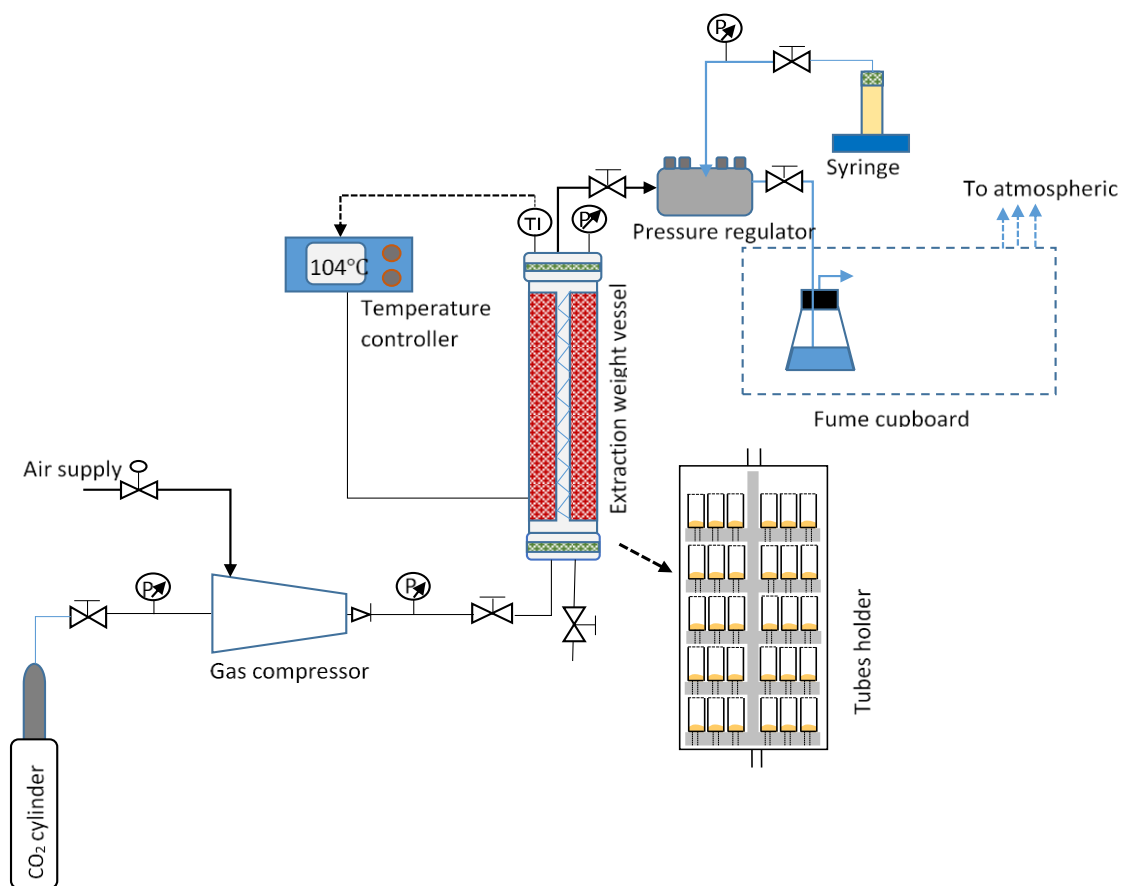 P
Syringe
To atmospheric
TI
P
Pressure regulator
104°C
Temperature
controller
Extraction weight vessel
Fume cupboard
Air supply
P
P
Gas compressor
Tubes holder
CO₂ cylinder